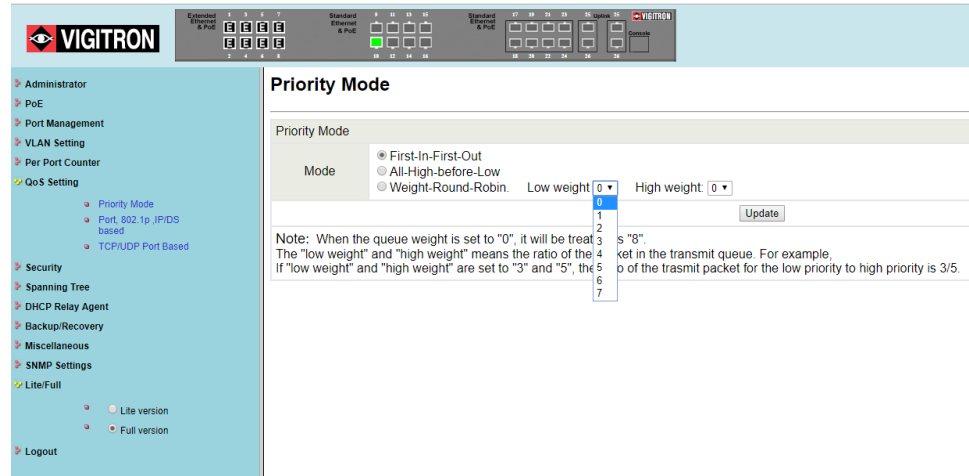 VIGITRON
Extended
Ethernet
& PoE
1 3 5 7
2 4 6 8
Standard
Ethernet
& PoE
9 11 13 15
10 12 14 16
Standard
Ethernet
& PoE
17 19 21 23
18 20 22 24
25 Uplink 25
26 26
VIGITRON
Console
Administrator
PoE
Port Management
VLAN Setting
Per Port Counter
QoS Setting
Priority Mode
Port, 802.1p ,IP/DS
based
TCP/UDP Port Based
Security
Spanning Tree
DHCP Relay Agent
Backup/Recovery
Miscellaneous
SNMP Settings
Lite/Full
Lite version
Full version
Logout
Priority Mode
Priority Mode
Mode
First-In-First-Out
All-High-before-Low
Weight-Round-Robin. Low weight 0 High weight: 0
0
1
2
3
4
5
6
7
Update
Note: When the queue weight is set to "0", it will be treat s "8".
The "low weight" and "high weight" means the ratio of the ket in the transmit queue. For example,
If "low weight" and "high weight" are set to "3" and "5", the o of the trasmit packet for the low priority to high priority is 3/5.